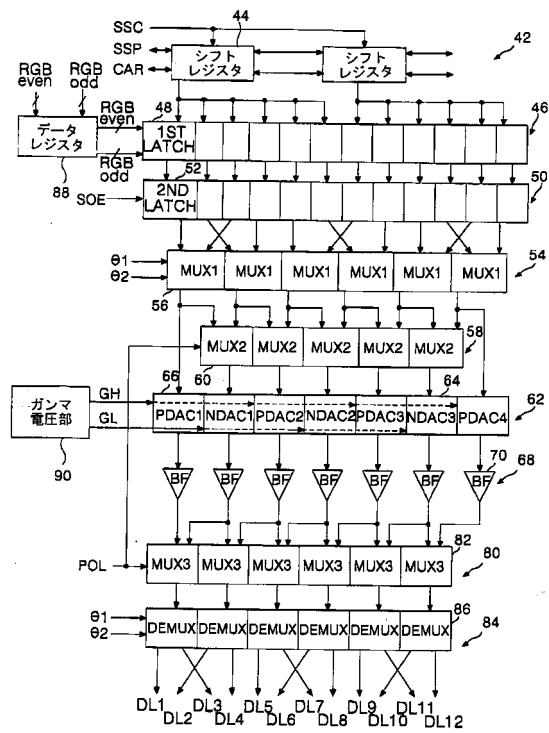 SSC
44
SSP
シフト
レジスタ
シフト
レジスタ
42
CAR
RGB
even
RGB
odd
RGB
even
48
46
データ
レジスタ
1ST
LATCH
RGB
odd
88
52
50
SOE
2ND
LATCH
θ1
θ2
MUX1 MUX1 MUX1 MUX1 MUX1 MUX1
54
56
58
MUX2 MUX2 MUX2 MUX2 MUX2
60
66
64
ガンマ
電圧部
GH
GL
PDAC1 NDAC1 PDAC2 NDAC2 PDAC3 NDAC3 PDAC4
62
90
70
BF BF BF BF BF BF BF
68
82
POL
MUX3 MUX3 MUX3 MUX3 MUX3 MUX3
80
θ1
θ2
86
DEMUX DEMUX DEMUX DEMUX DEMUX DEMUX
84
DL1 DL2 DL3 DL4 DL5 DL6 DL7 DL8 DL9 DL10 DL11 DL12